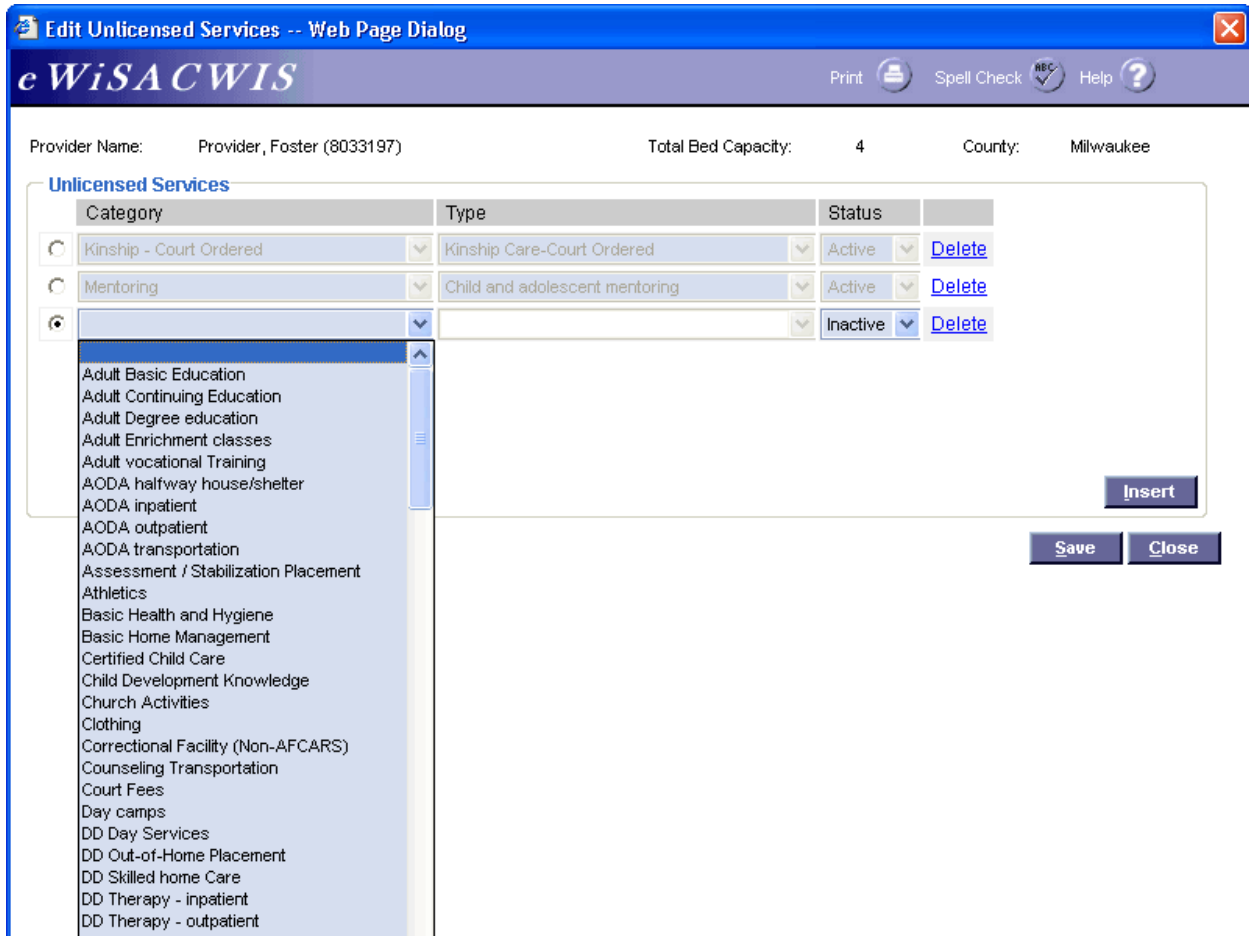 Edit Unlicensed Services -- Web Page Dialog
e WiSACWIS Print Spell Check ABC Help ?
Provider Name: Provider, Foster (8033197) Total Bed Capacity: 4 County: Milwaukee
Unlicensed Services
Category Type Status
Kinship - Court Ordered Kinship Care-Court Ordered Active Delete
Mentoring Child and adolescent mentoring Active Delete
Inactive Delete
Adult Basic Education
Adult Continuing Education
Adult Degree education
Adult Enrichment classes
Adult vocational Training
AODA halfway house/shelter
AODA inpatient
AODA outpatient
AODA transportation
Assessment / Stabilization Placement
Athletics
Basic Health and Hygiene
Basic Home Management
Certified Child Care
Child Development Knowledge
Church Activities
Clothing
Correctional Facility (Non-AFCARS)
Counseling Transportation
Court Fees
Day camps
DD Day Services
DD Out-of-Home Placement
DD Skilled home Care
DD Therapy - inpatient
DD Therapy - outpatient
Insert
Save Close